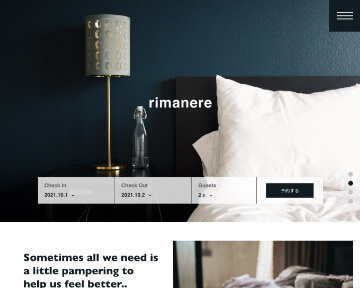 rimanere
Check In
Check Out
Guests
2021.10.1
2021.10.2
2
予約する
Sometimes all we need is
a little pampering to
help us feel better..